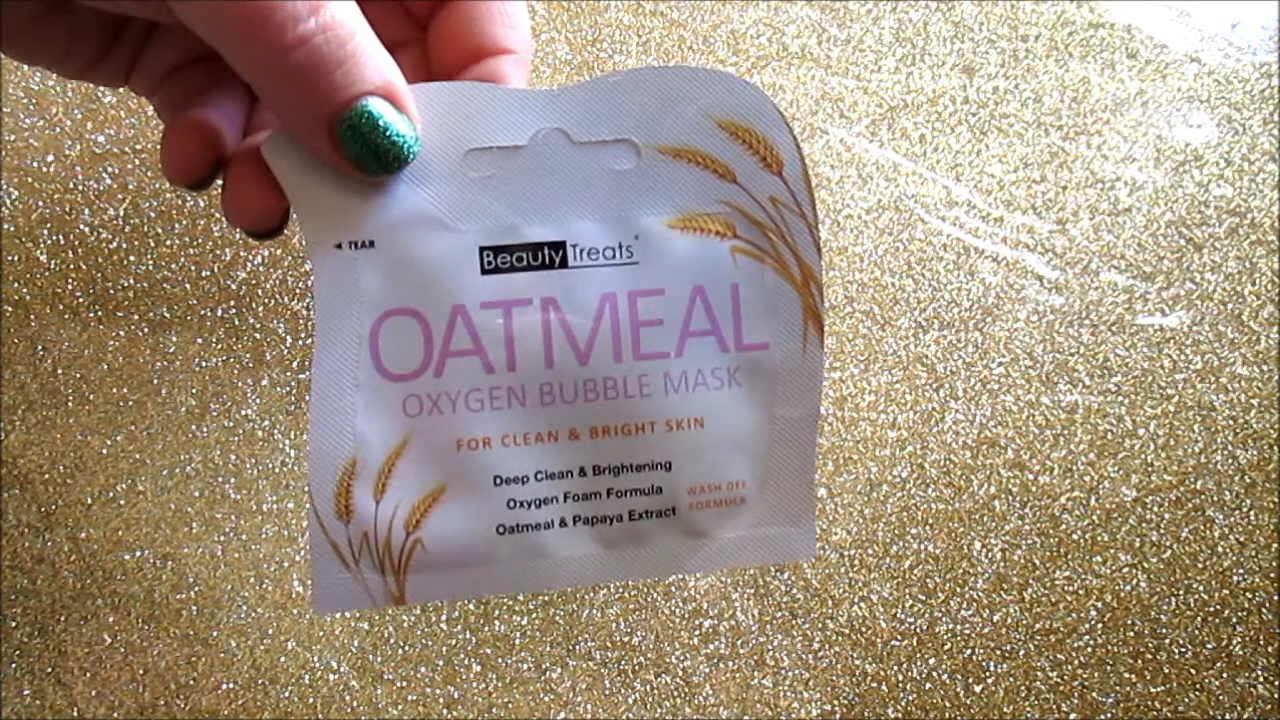 ◄ TEAR
Beauty Treats®
OATMEAL
OXYGEN BUBBLE MASK
FOR CLEAN & BRIGHT SKIN
Deep Clean & Brightening
Oxygen Foam Formula
Oatmeal & Papaya Extract
WASH OFF
FORMULA